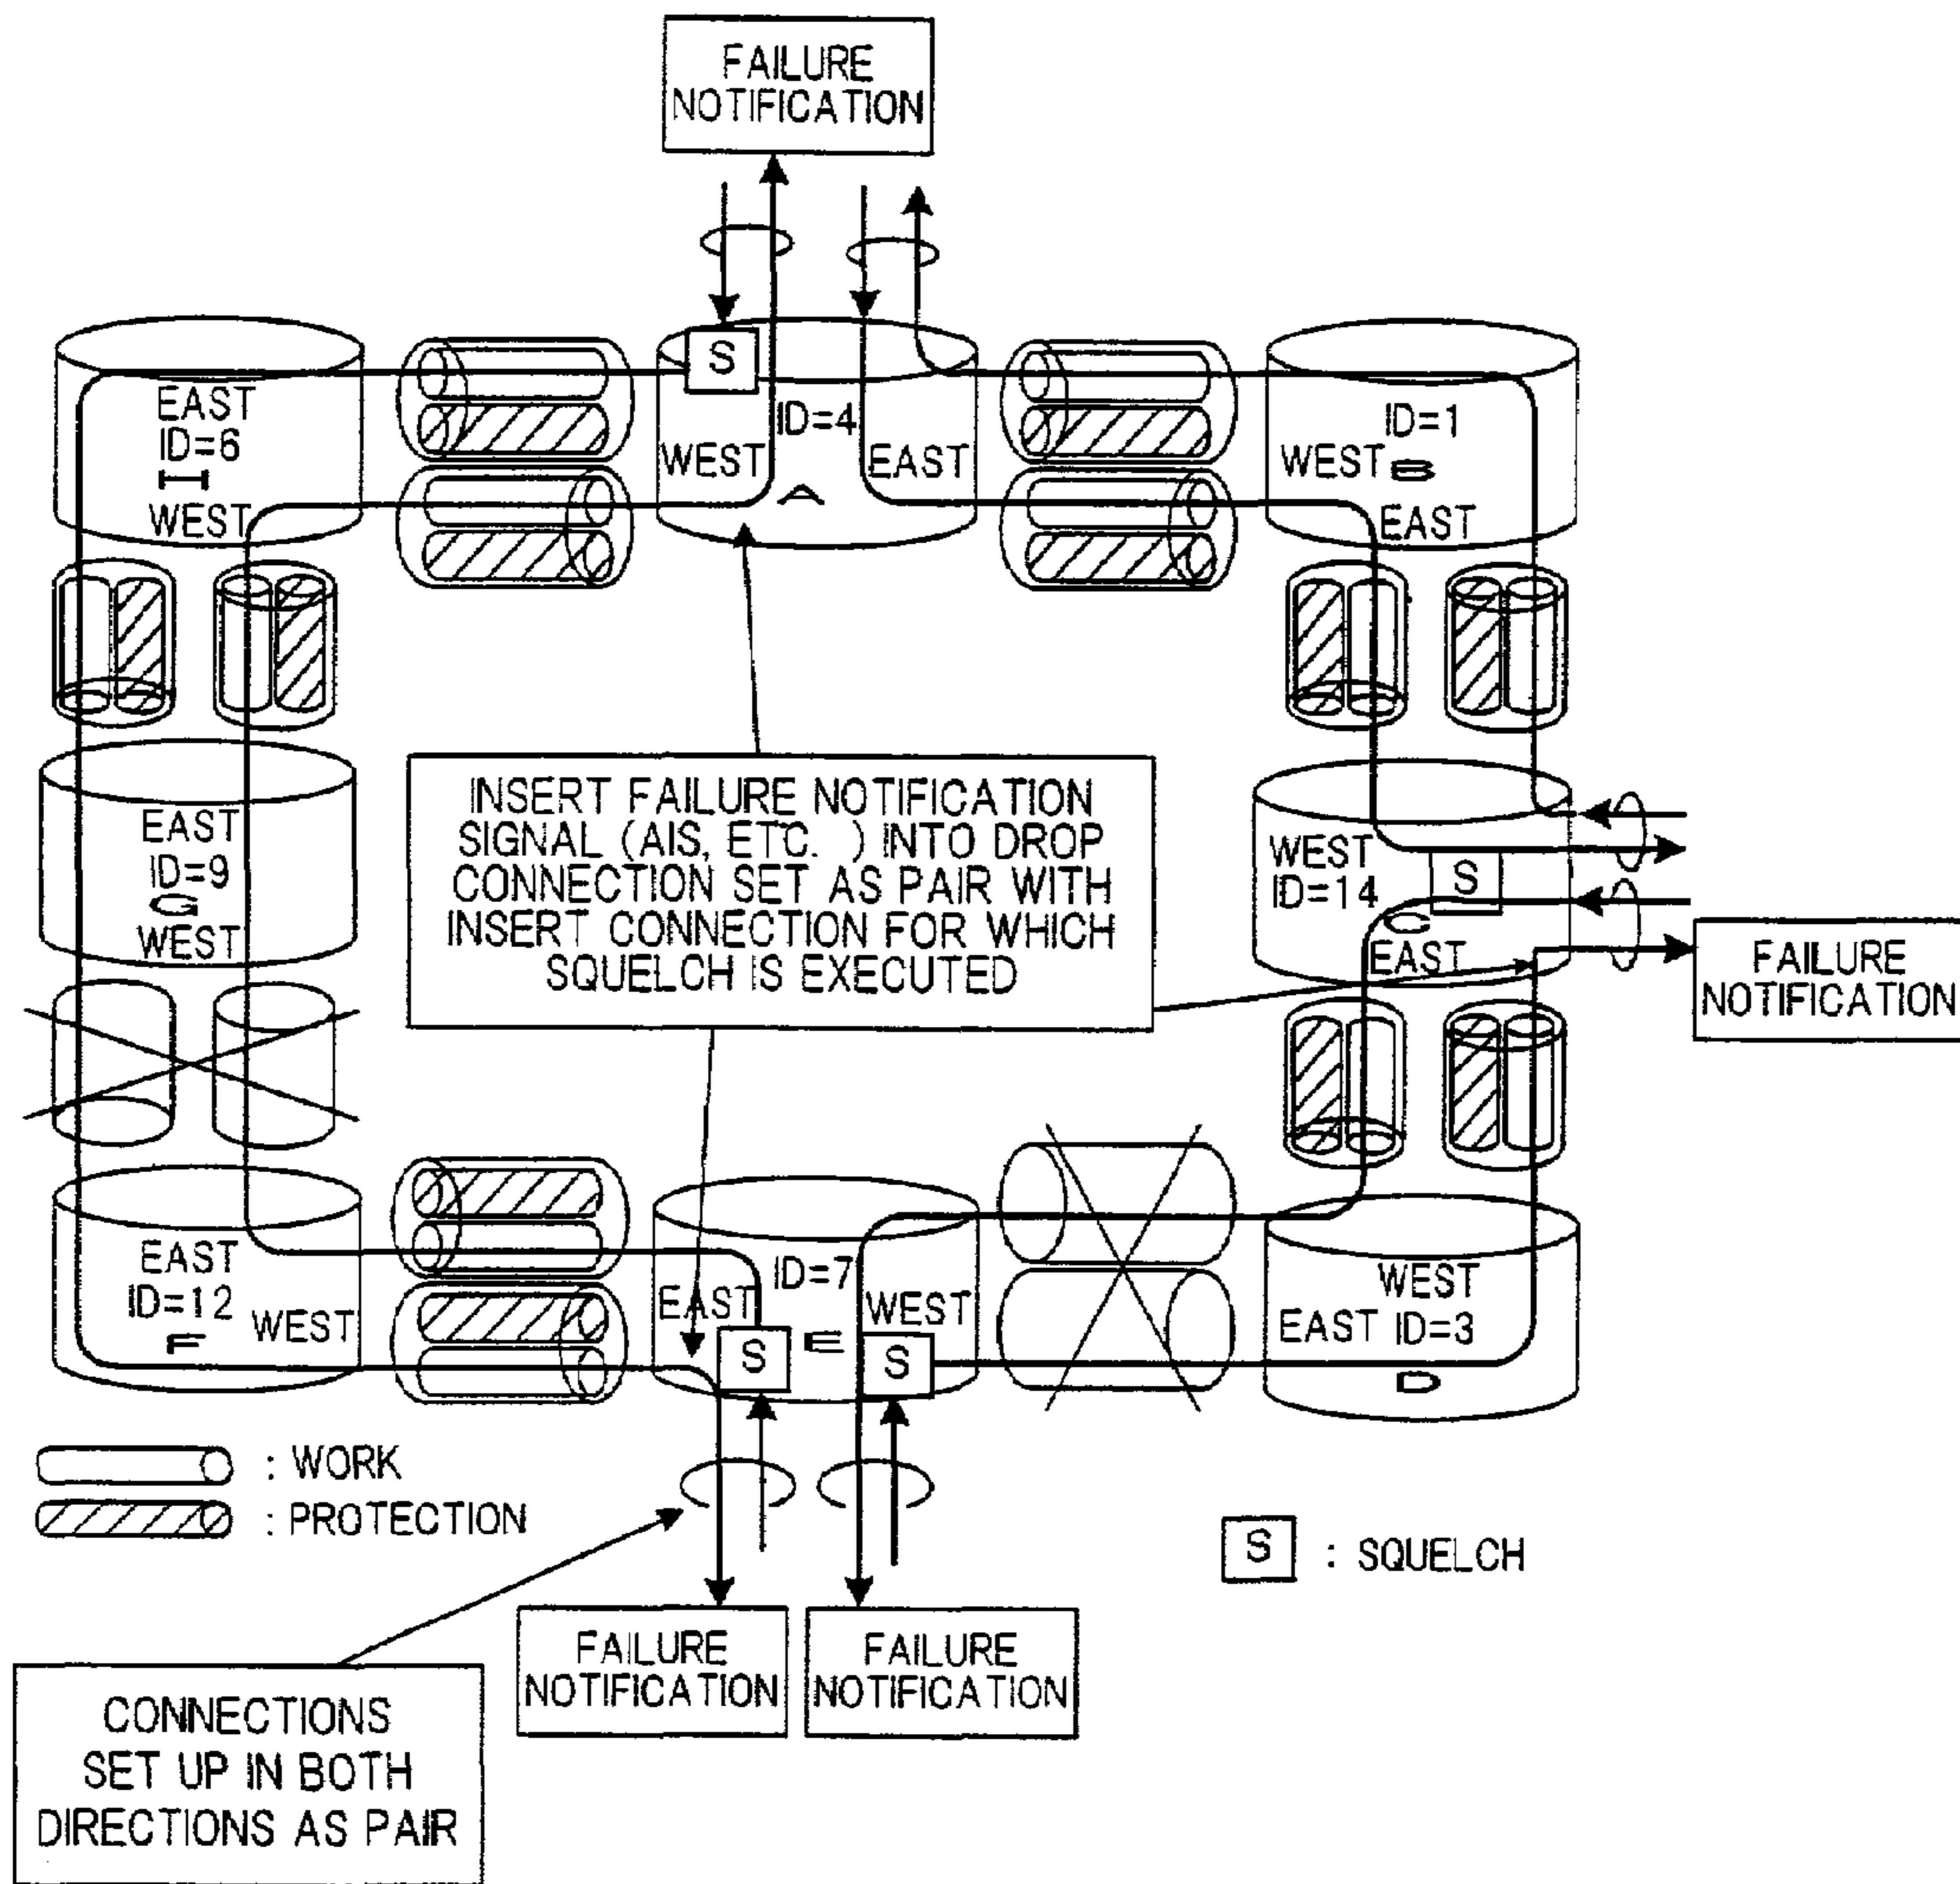 FAILURE
NOTIFICATION
S
EAST
ID=6
H
WEST
ID=4
WEST
EAST
A
ID=1
WEST
B
EAST
INSERT FAILURE NOTIFICATION
SIGNAL (AIS, ETC. ) INTO DROP
CONNECTION SET AS PAIR WITH
INSERT CONNECTION FOR WHICH
SQUELCH IS EXECUTED
EAST
ID=9
G
WEST
WEST
ID=14
S
C
EAST
FAILURE
NOTIFICATION
EAST
ID=12
F
WEST
ID=7
EAST
WEST
S
E
S
WEST
EAST ID=3
D
: WORK
: PROTECTION
S : SQUELCH
FAILURE
NOTIFICATION
FAILURE
NOTIFICATION
CONNECTIONS
SET UP IN BOTH
DIRECTIONS AS PAIR